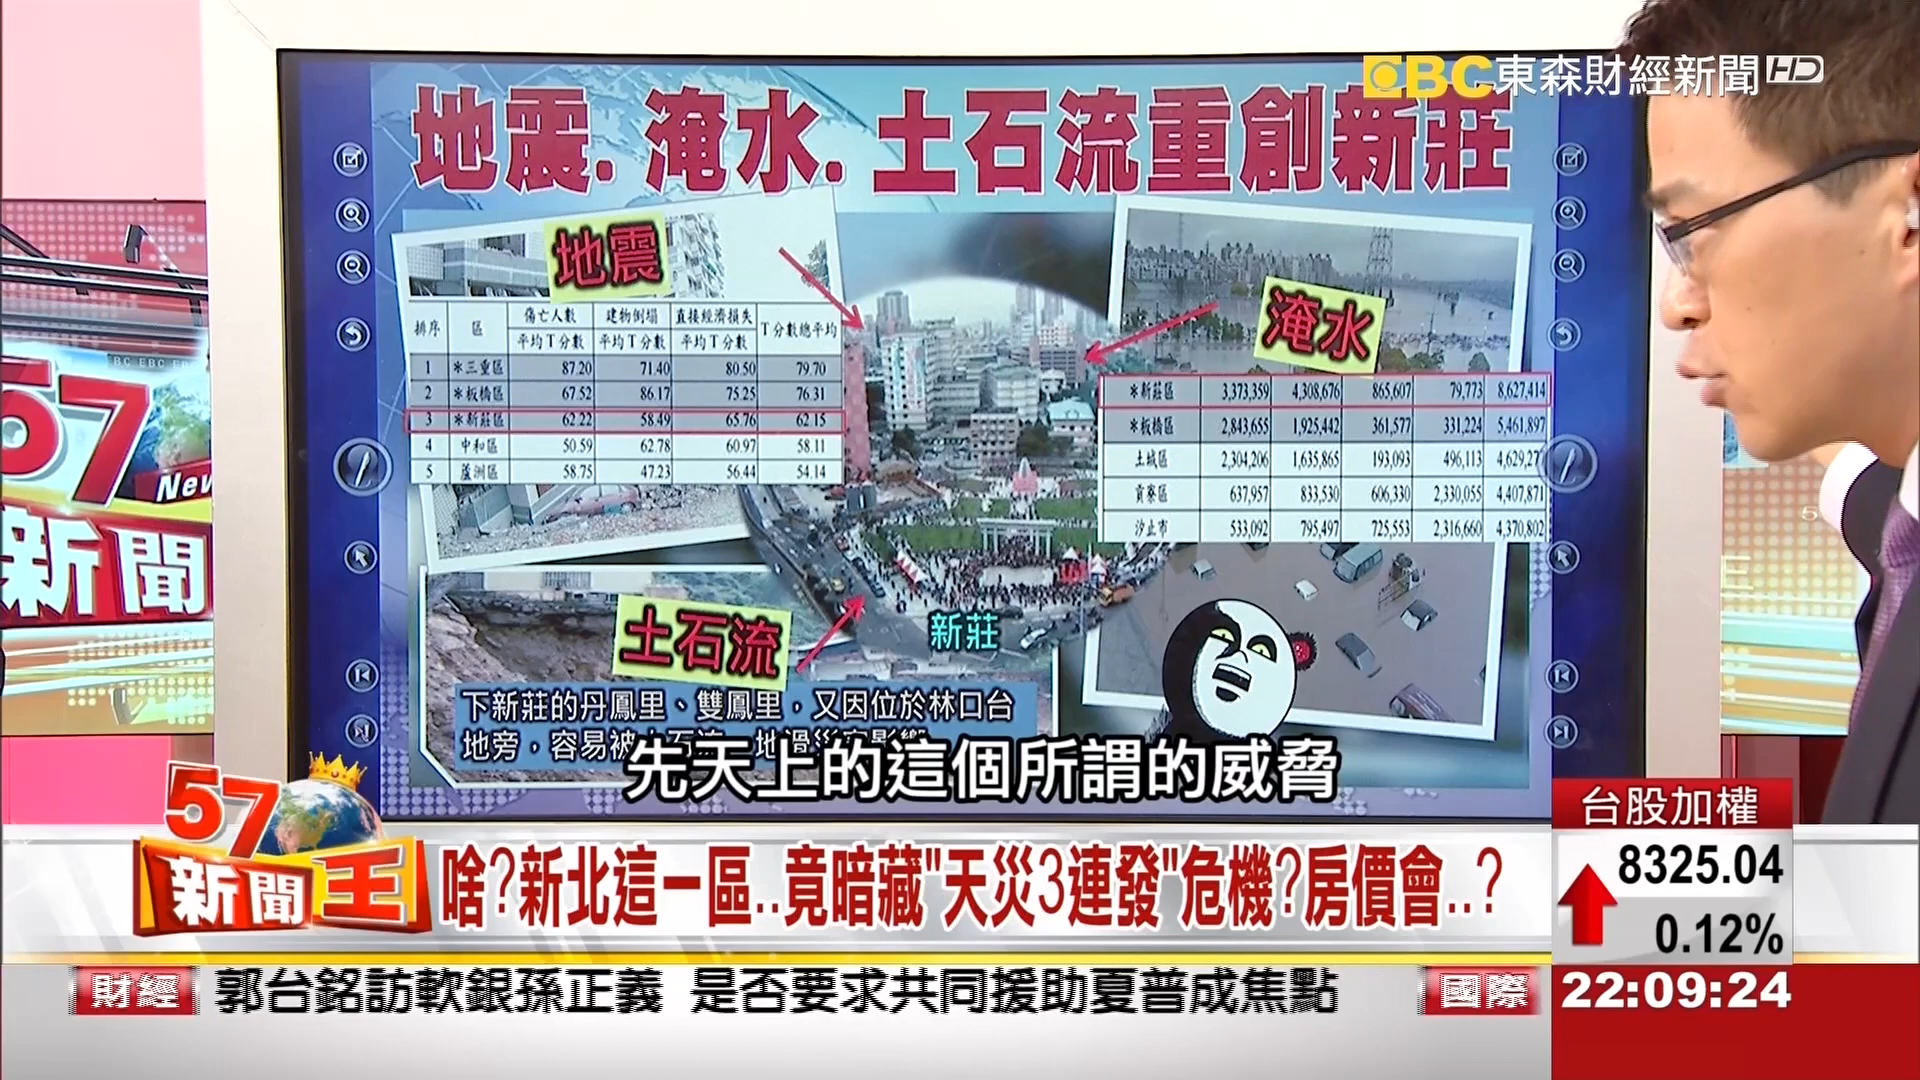 EBC 東森財經新聞 HD
地震.淹水.土石流重創新莊
地震
排序 區 傷亡人數 建物倒塌 直接經濟損失 T分數總平均
平均T分數 平均T分數 平均T分數
1 *三重區 87.20 71.40 80.50 79.70
2 *板橋區 67.52 86.17 75.25 76.31
3 *新莊區 62.22 58.49 65.76 62.15
4 中和區 50.59 62.78 60.97 58.11
5 蘆洲區 58.75 47.23 56.44 54.14
淹水
*新莊區 3,373,359 4,308,676 865,607 79,773 8,627,414
*板橋區 2,843,655 1,925,442 361,577 331,224 5,461,897
土城區 2,304,206 1,635,865 193,093 496,113 4,629,27
貢寮區 637,957 833,530 606,330 2,330,055 4,407,871
汐止市 533,092 795,497 725,553 2,316,660 4,370,802
土石流
新莊
下新莊的丹鳳里、雙鳳里，又因位於林口台
地旁，容易被
先天上的這個所謂的威脅
57 New
新聞
57
新聞王
啥?新北這一區..竟暗藏"天災3連發"危機?房價會..?
台股加權
8325.04
0.12%
財經 郭台銘訪軟銀孫正義 是否要求共同援助夏普成焦點 國際
22:09:24